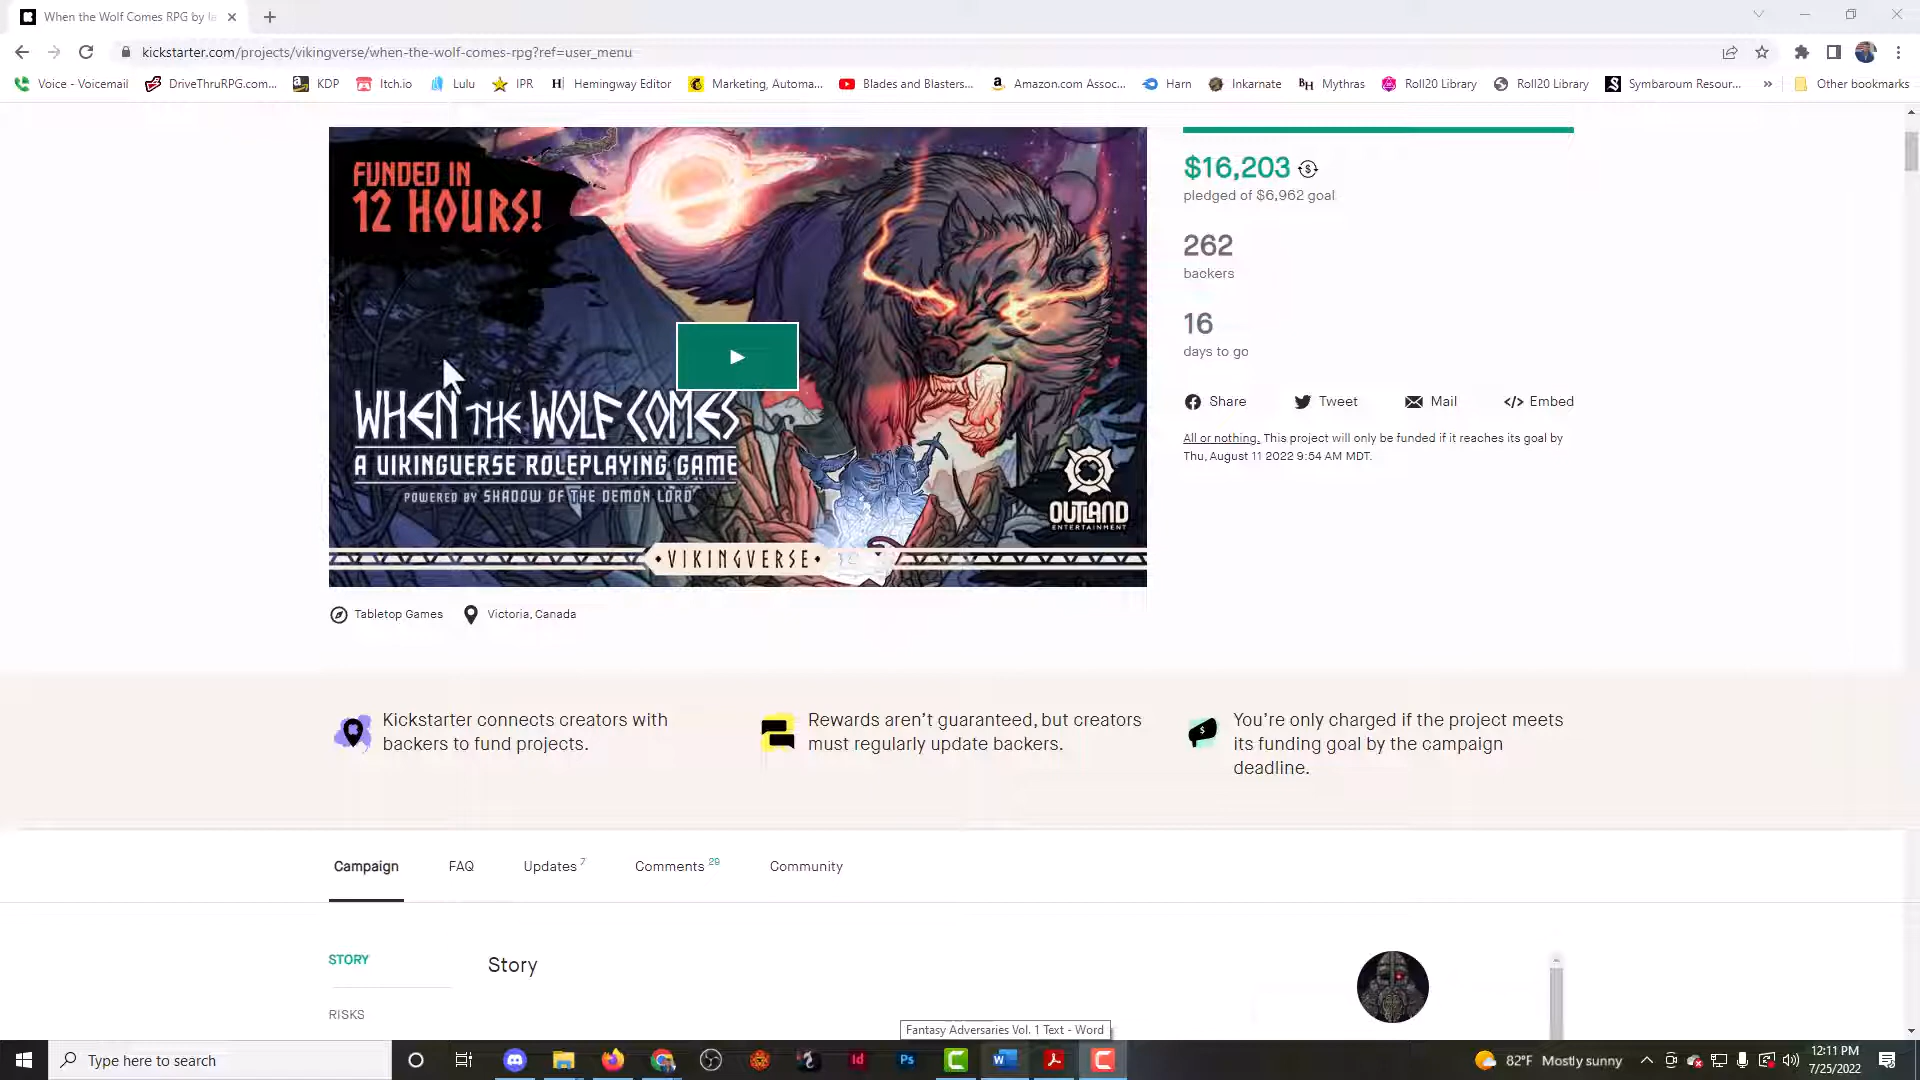 When the Wolf Comes RPG by
kickstarter.com/projects/vikingverse/when-the-wolf-comes-rpg?ref=user_menu
Voice - Voicemail
DriveThruRPG.com...
KDP
Itch.io
Lulu
IPR
Hemingway Editor
Marketing, Automa...
Blades and Blasters...
Amazon.com Assoc...
Harn
Inkarnate
Mythras
Roll20 Library
Roll20 Library
Symbaroum Resour...
»
Other bookmarks
FUNDED IN
12 HOURS!
WHEN THE WOLF COMES
A VIKINGVERSE ROLEPLAYING GAME
POWERED BY SHADOW OF THE DEMON LORD
OUTLAND
ENTERTAINMENT
VIKINGVERSE
$16,203
pledged of $6,962 goal
262
backers
16
days to go
Share
Tweet
Mail
</> Embed
All or nothing. This project will only be funded if it reaches its goal by
Thu, August 11 2022 9:54 AM MDT.
Tabletop Games
Victoria, Canada
Kickstarter connects creators with
backers to fund projects.
Rewards aren't guaranteed, but creators
must regularly update backers.
You're only charged if the project meets
its funding goal by the campaign
deadline.
Campaign
FAQ
Updates 7
Comments 29
Community
STORY
Story
RISKS
Fantasy Adversaries Vol. 1 Text - Word
Type here to search
Id
Ps
82°F Mostly sunny
12:11 PM
7/25/2022